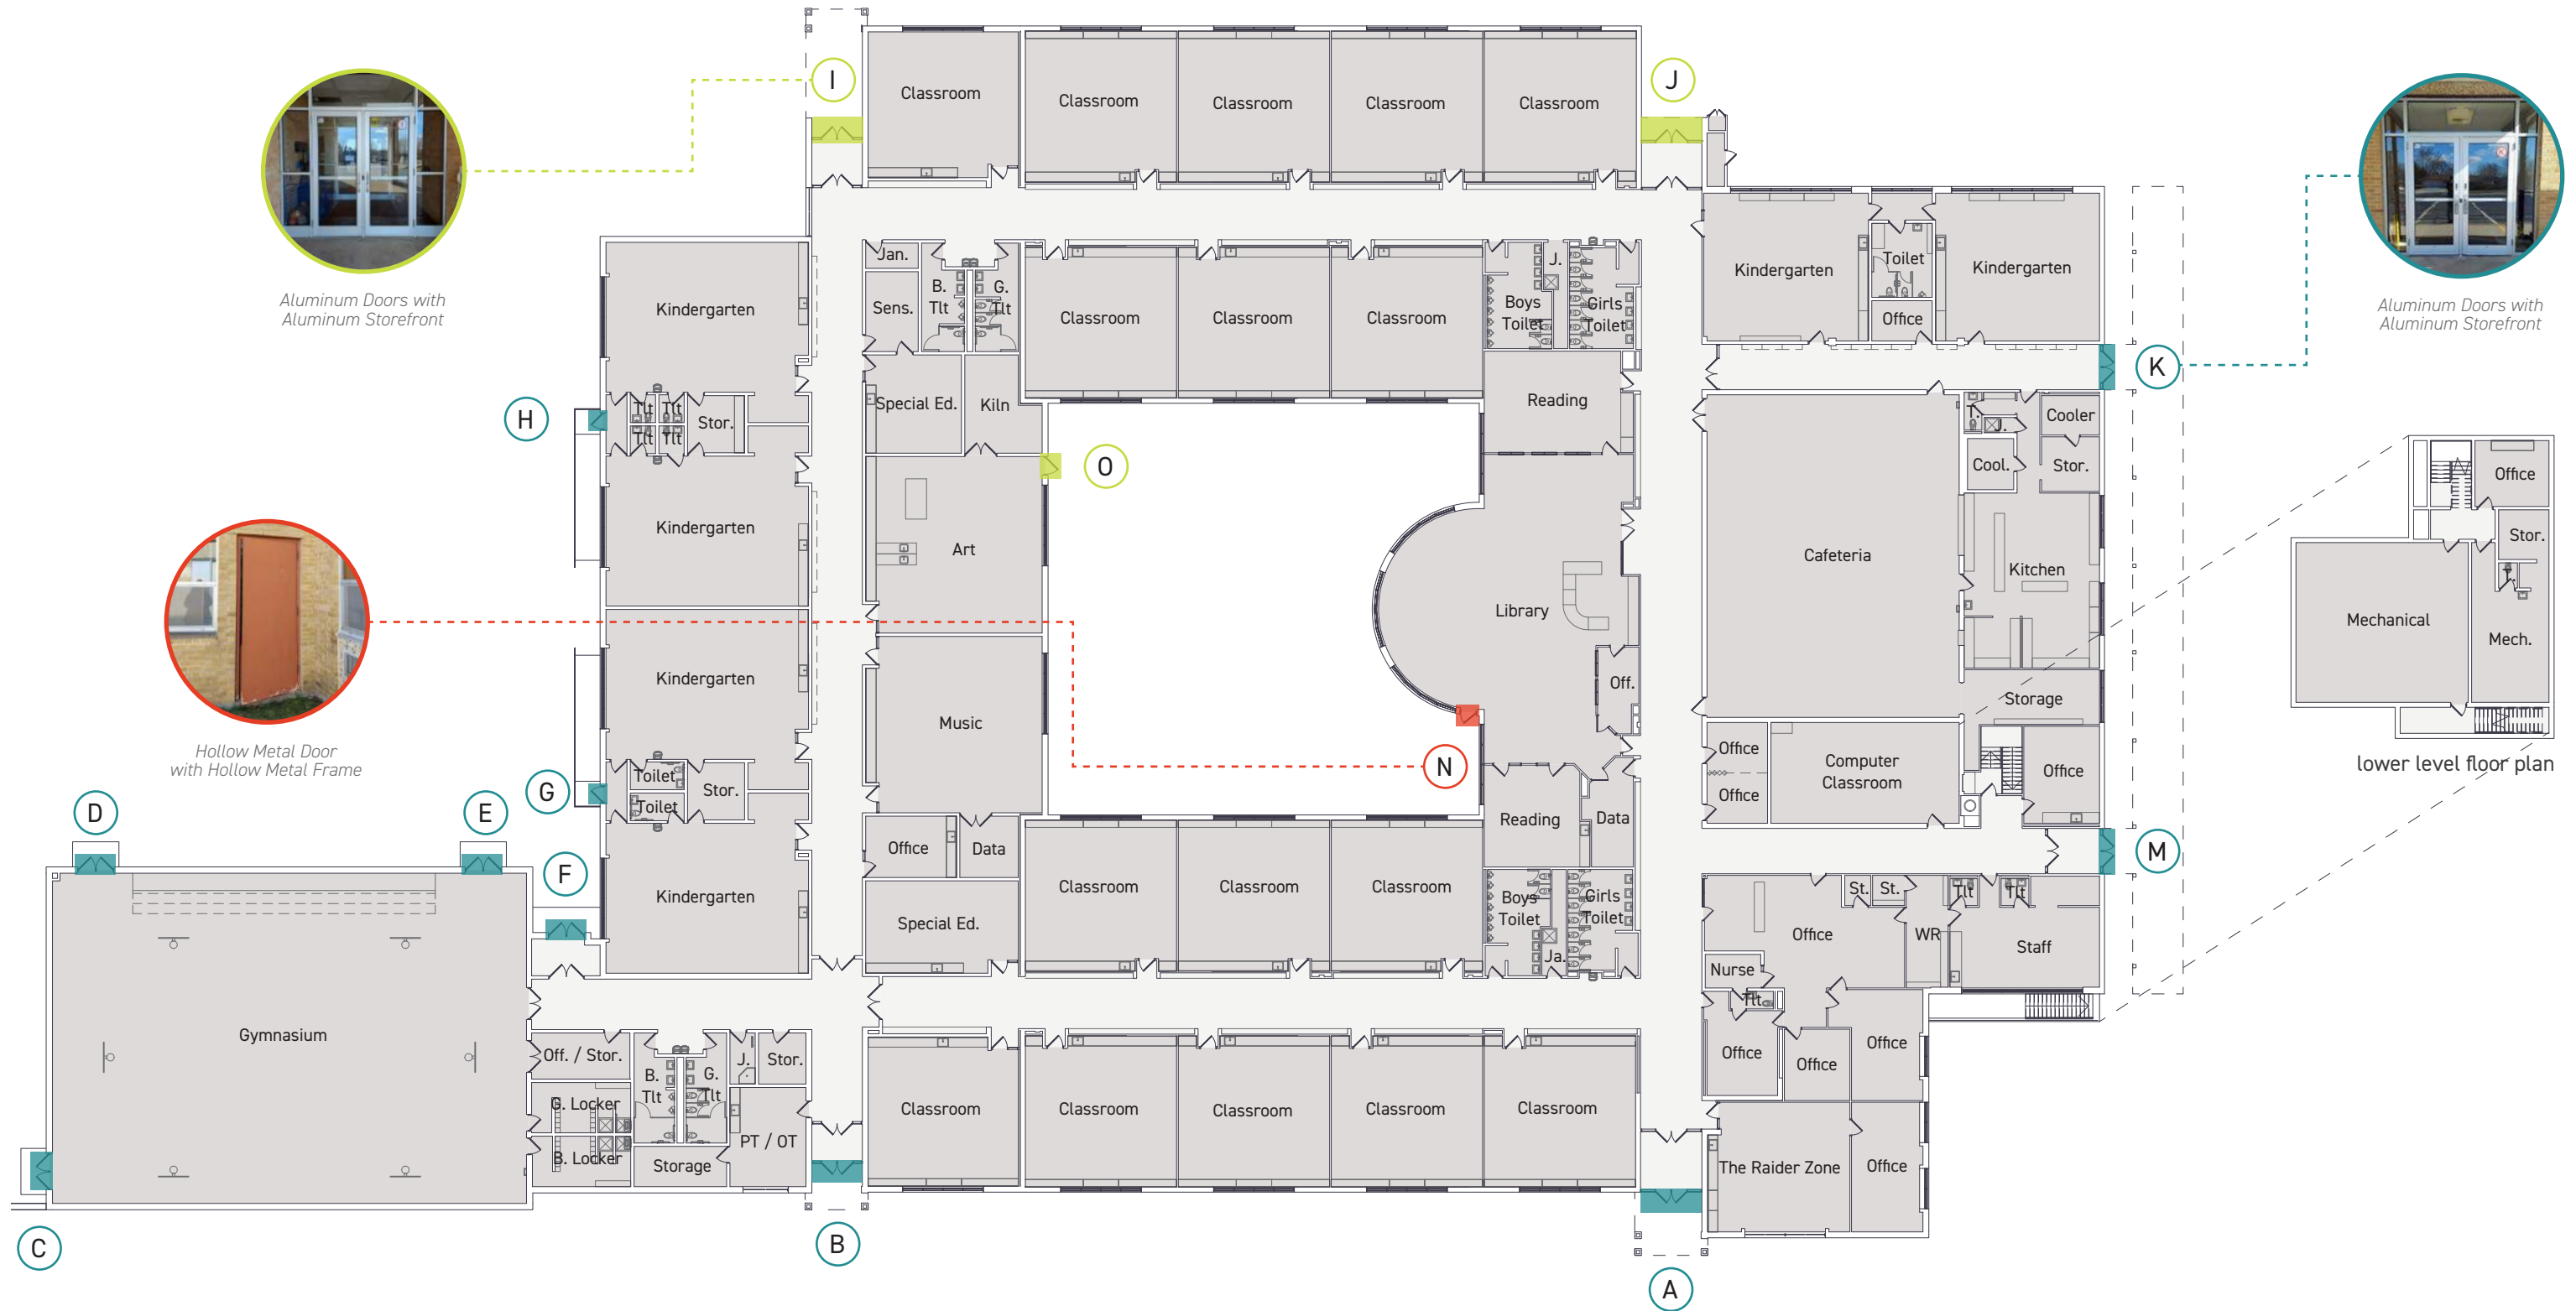 I
J
Classroom
Classroom
Classroom
Classroom
Classroom
Aluminum Doors with
Aluminum Storefront
Aluminum Doors with
Aluminum Storefront
Jan.
Sens.
B.
Tlt
G.
Tlt
Kindergarten
Classroom
Classroom
Classroom
Boys
Toilet
J.
Girls
Toilet
Kindergarten
Toilet
Office
Kindergarten
K
H
Tlt
Tlt
Tlt
Tlt
Stor.
Special Ed.
Kiln
Reading
T.
J.
Cooler
Cool.
Stor.
O
Office
Stor.
T.
Mechanical
Mech.
lower level floor plan
Kindergarten
Art
Library
Cafeteria
Kitchen
Hollow Metal Door
with Hollow Metal Frame
Kindergarten
Music
Off.
Storage
N
Office
Office
Computer
Classroom
Office
G
Toilet
Toilet
Stor.
D
E
F
Kindergarten
Office
Data
Special Ed.
Classroom
Classroom
Classroom
Reading
Data
Boys
Toilet
Ja.
Girls
Toilet
M
St.
St.
Tlt
Tlt
Office
WR
Staff
Nurse
Tlt
Office
Office
Office
Gymnasium
Off. / Stor.
B.
Tlt
G.
Tlt
J.
Stor.
G. Locker
B. Locker
Storage
PT / OT
Classroom
Classroom
Classroom
Classroom
Classroom
The Raider Zone
Office
C
B
A